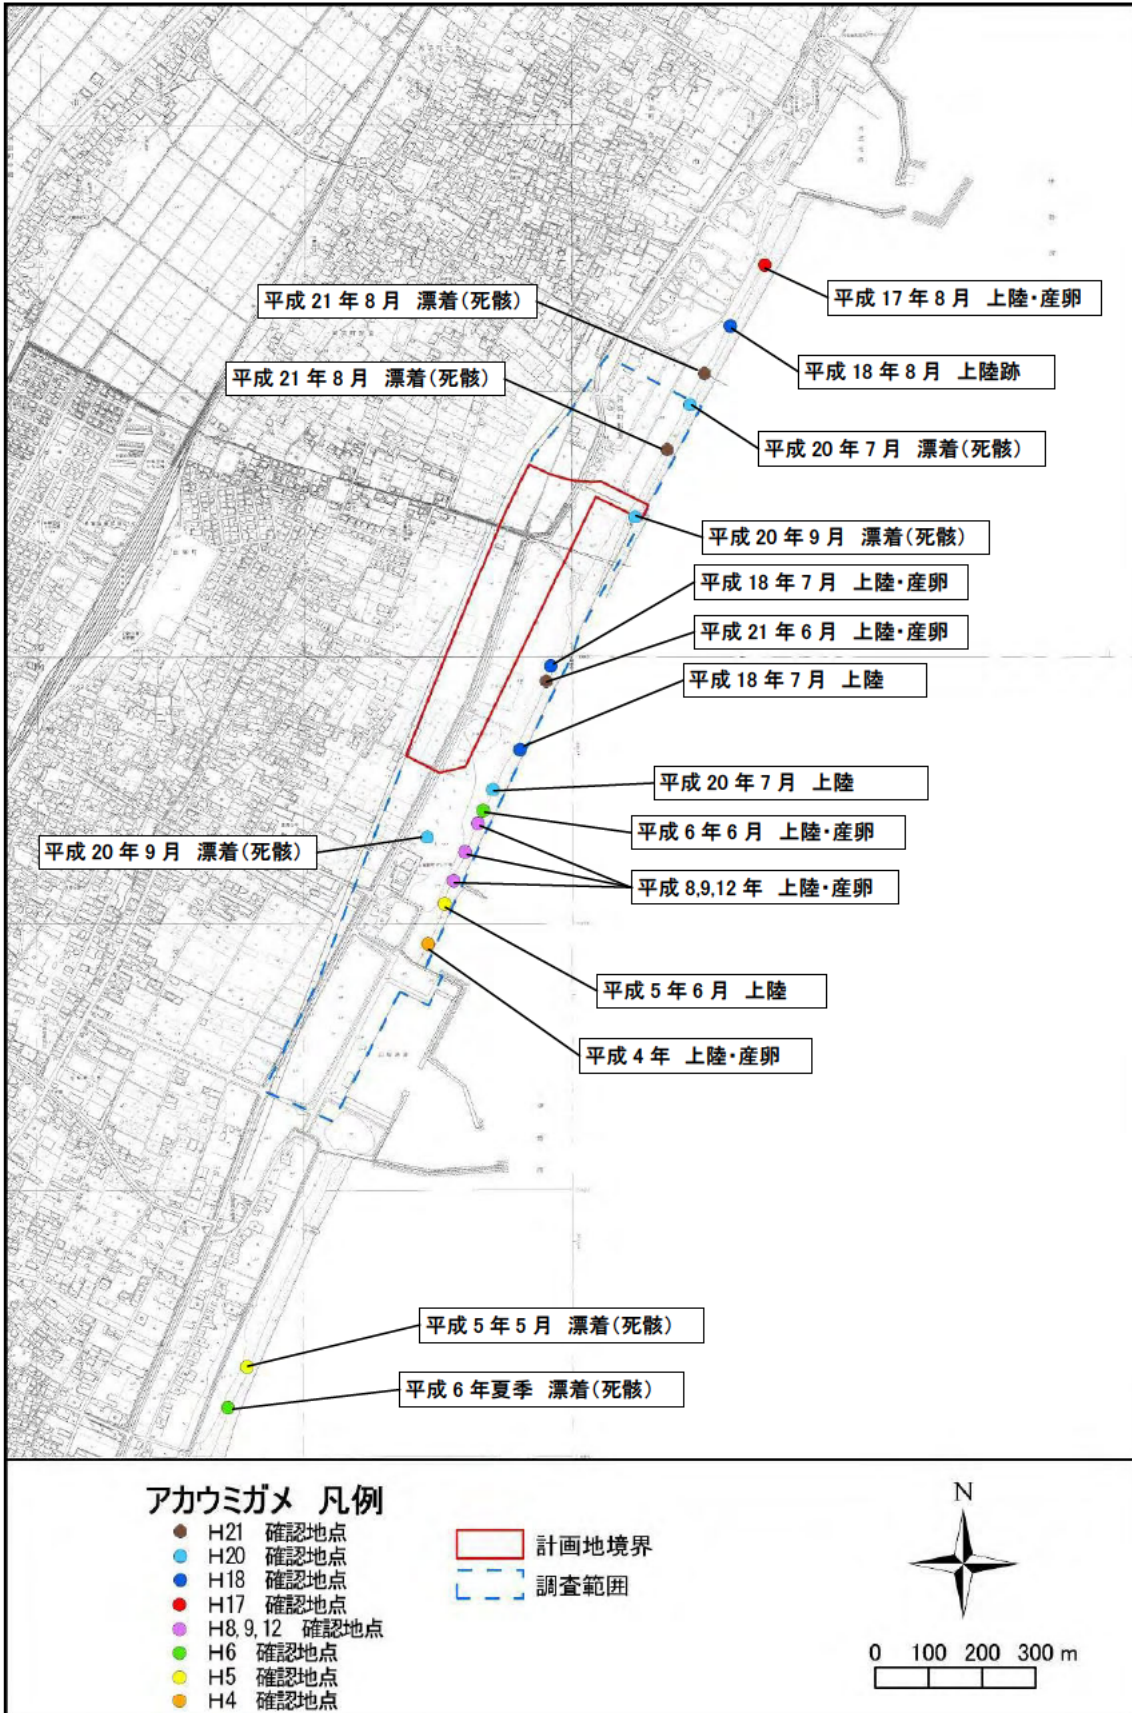 平成 17 年 8 月　上陸・産卵
平成 21 年 8 月　漂着(死骸)
平成 18 年 8 月　上陸跡
平成 21 年 8 月　漂着(死骸)
平成 20 年 7 月　漂着(死骸)
平成 20 年 9 月　漂着(死骸)
平成 18 年 7 月　上陸・産卵
平成 21 年 6 月　上陸・産卵
平成 18 年 7 月　上陸
平成 20 年 7 月　上陸
平成 6 年 6 月　上陸・産卵
平成 20 年 9 月　漂着(死骸)
平成 8,9,12 年　上陸・産卵
平成 5 年 6 月　上陸
平成 4 年　上陸・産卵
平成 5 年 5 月　漂着(死骸)
平成 6 年夏季　漂着(死骸)
アカウミガメ　凡例
H21　確認地点
H20　確認地点
H18　確認地点
H17　確認地点
H8,9,12　確認地点
H6　確認地点
H5　確認地点
H4　確認地点
計画地境界
調査範囲
N
0 100 200 300 m